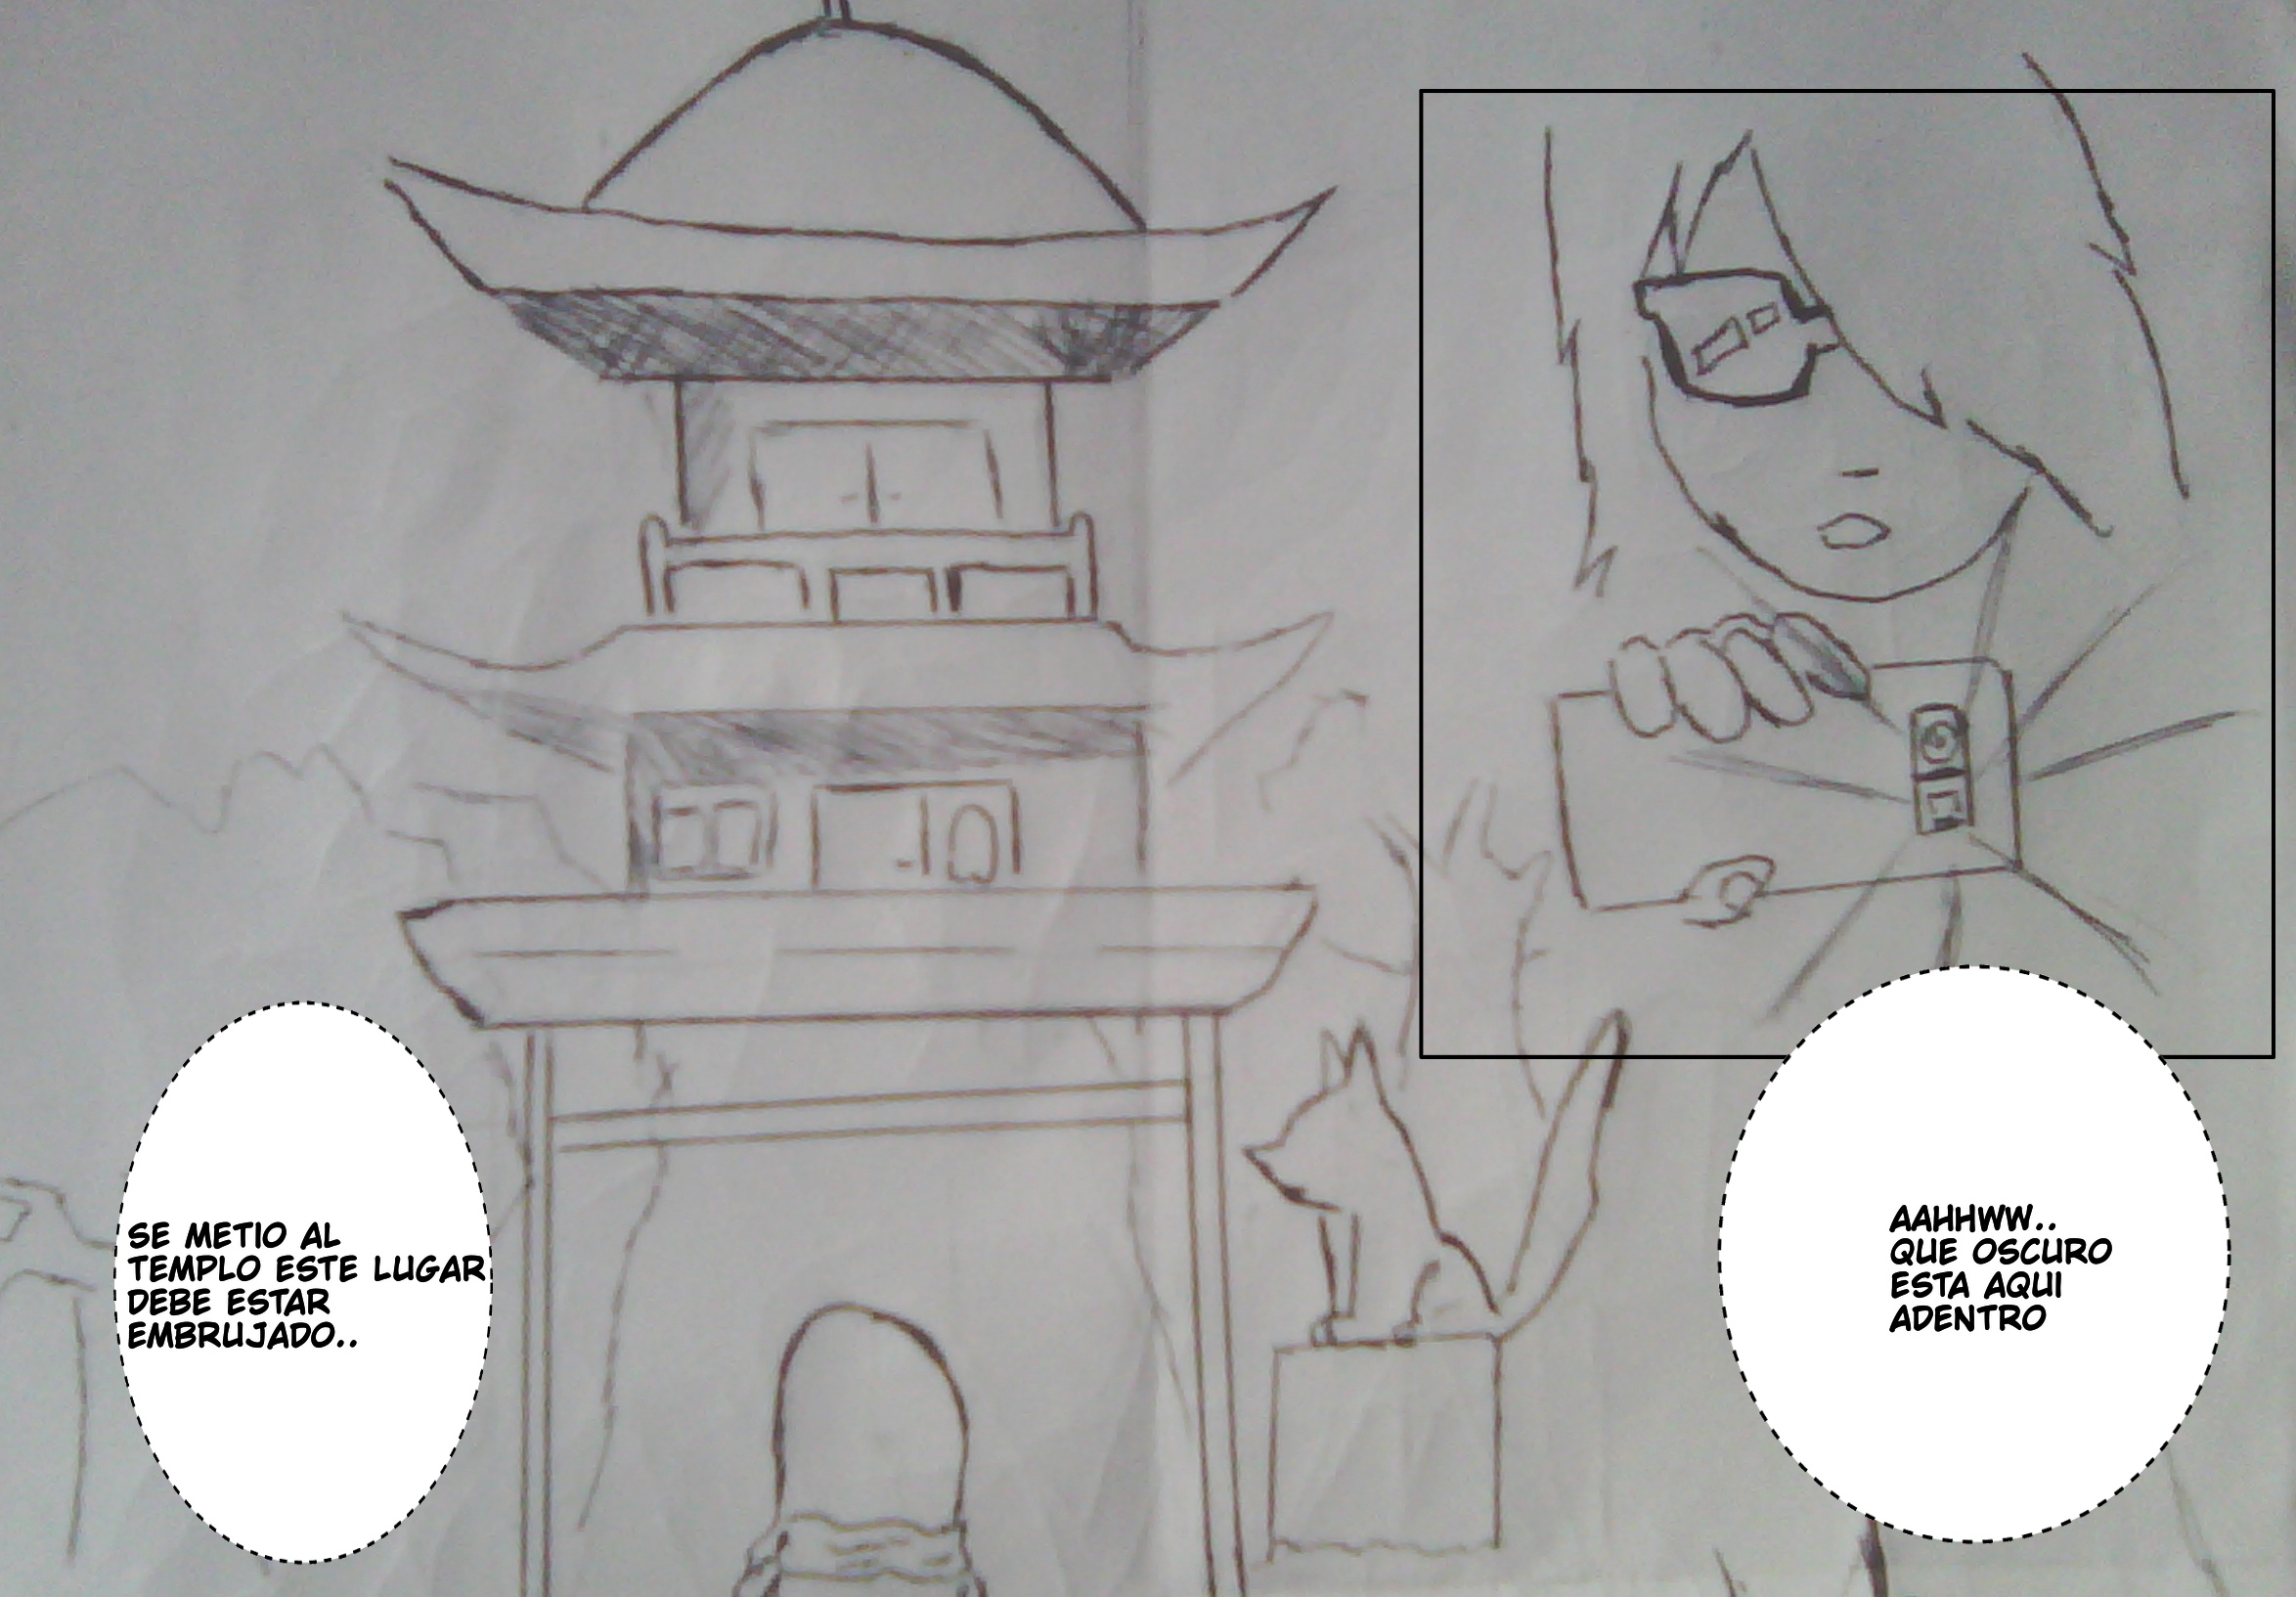 SE METIO AL
TEMPLO ESTE LUGAR
DEBE ESTAR
EMBRUJADO..
AAHHWW..
QUE OSCURO
ESTA AQUI
ADENTRO